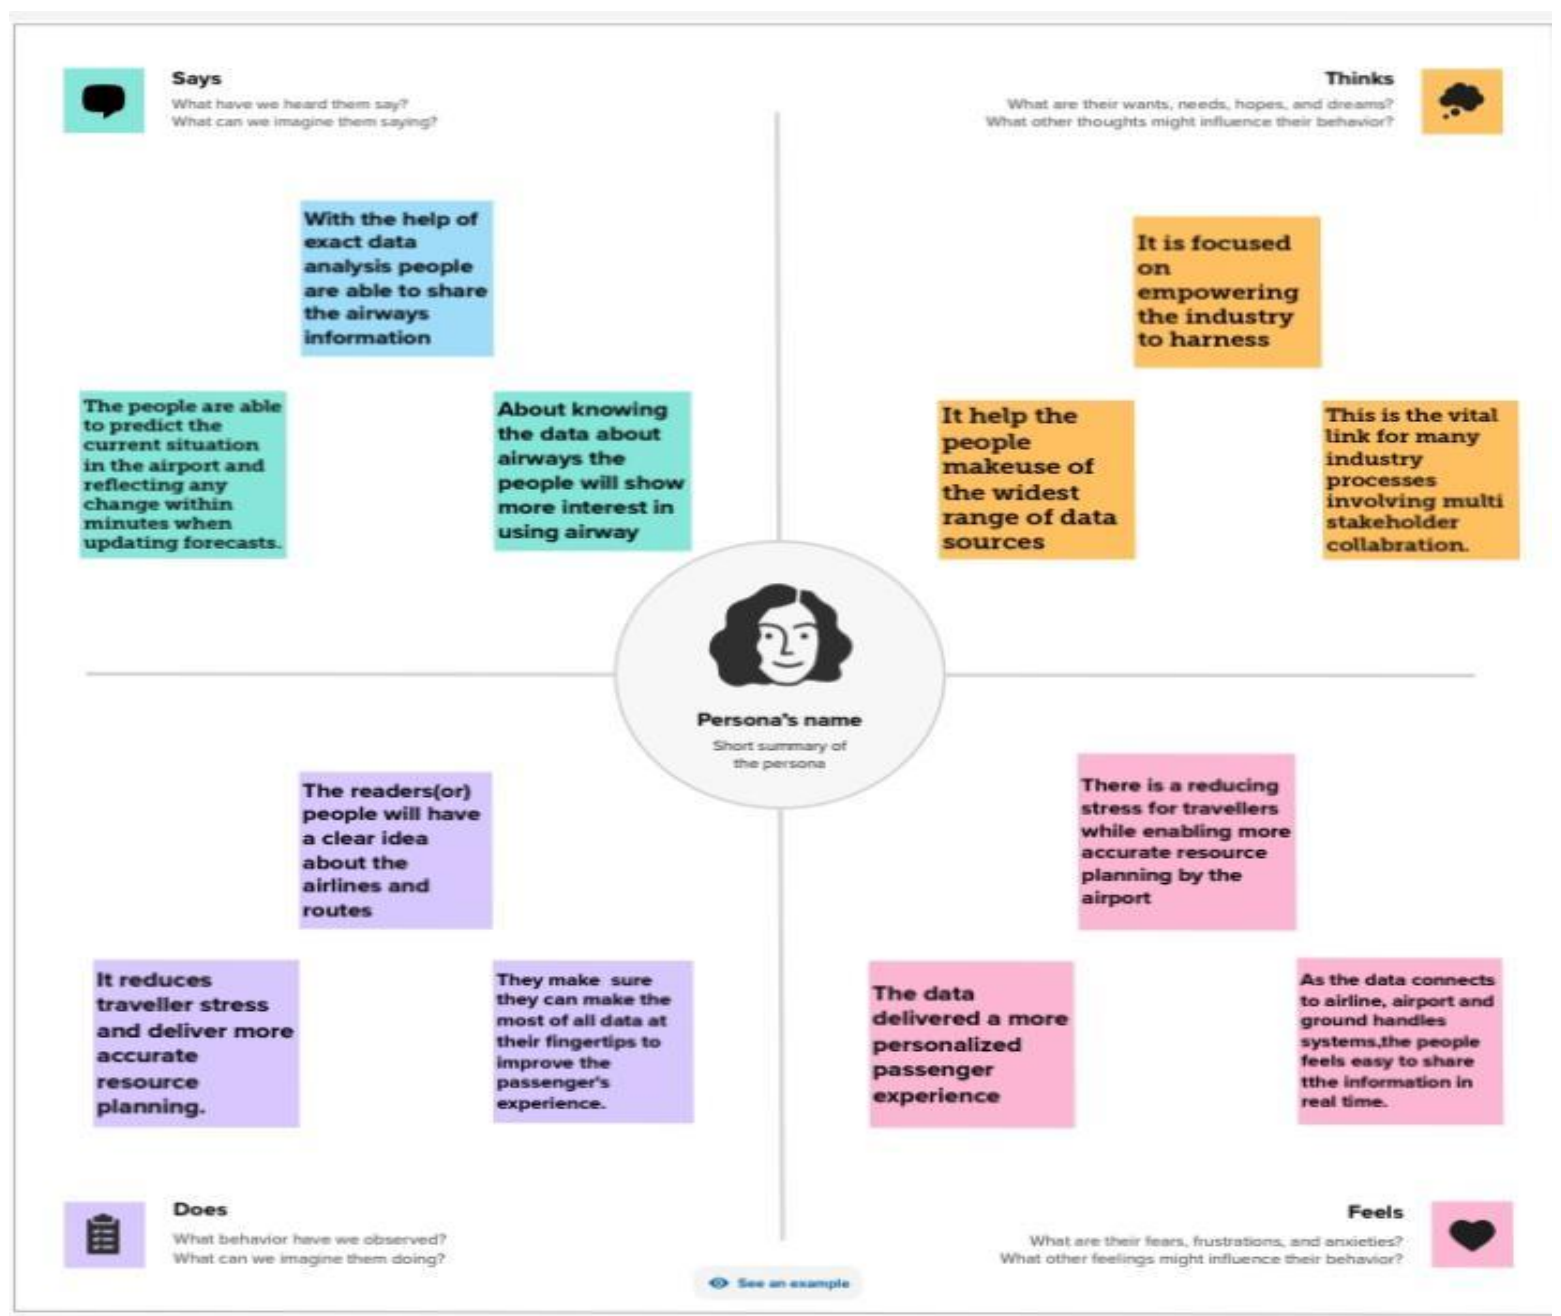 Says
What have we heard them say?
What can we imagine them saying?
Thinks
What are their wants, needs, hopes, and dreams?
What other thoughts might influence their behavior?
With the help of
exact data
analysis people
are able to share
the airways
information
The people are able
to predict the
current situation
in the airport and
reflecting any
change within
minutes when
updating forecasts.
About knowing
the data about
airways the
people will show
more interest in
using airway
It is focused
on
empowering
the industry
to harness
It help the
people
makeuse of
the widest
range of data
sources
This is the vital
link for many
industry
processes
involving multi
stakeholder
collabration.
Persona's name
Short summary of
the persona
The readers(or)
people will have
a clear idea
about the
airlines and
routes
It reduces
traveller stress
and deliver more
accurate
resource
planning.
They make sure
they can make the
most of all data at
their fingertips to
improve the
passenger's
experience.
There is a reducing
stress for travellers
while enabling more
accurate resource
planning by the
airport
The data
delivered a more
personalized
passenger
experience
As the data connects
to airline, airport and
ground handles
systems,the people
feels easy to share
tthe information in
real time.
Does
What behavior have we observed?
What can we imagine them doing?
Feels
What are their fears, frustrations, and anxieties?
What other feelings might influence their behavior?
See an example